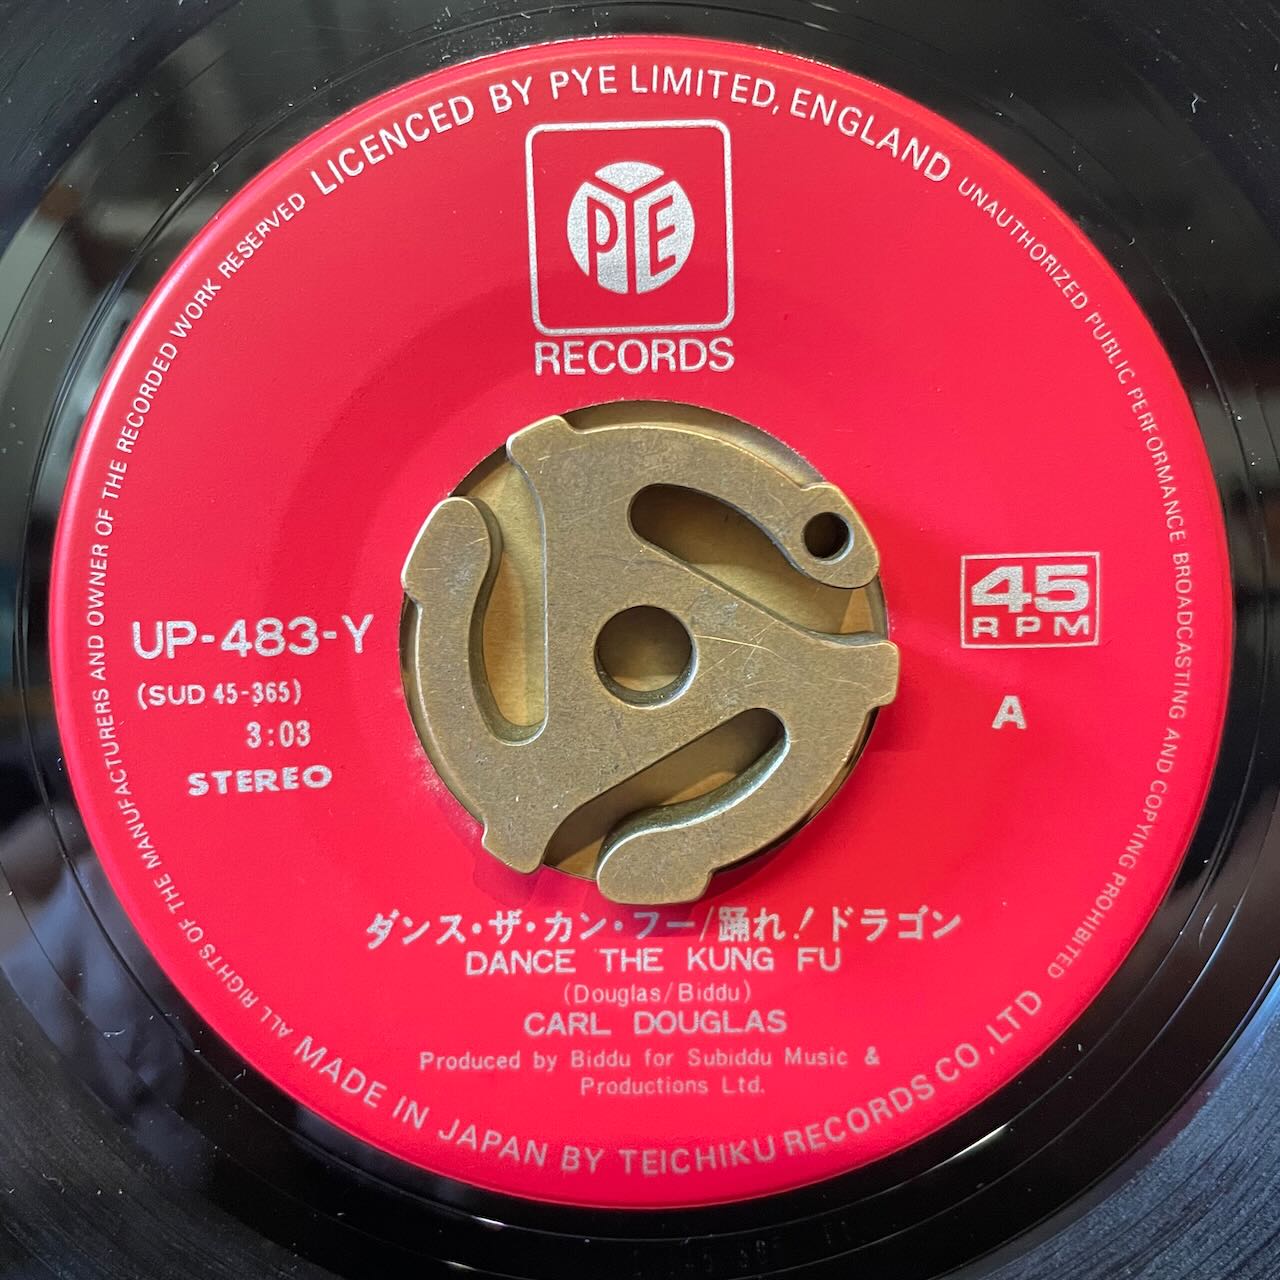 LICENCED BY PYE LIMITED, ENGLAND
UNAUTHORIZED PUBLIC PERFORMANCE BROADCASTING AND COPYING PROHIBITED
PYE
RECORDS
UP-483-Y
(SUD 45-365)
3:03
STEREO
45
RPM
A
ダンス・ザ・カン・フー/踊れ!ドラゴン
DANCE THE KUNG FU
(Douglas/Biddu)
CARL DOUGLAS
Produced by Biddu for Subiddu Music &
Productions Ltd.
MADE IN JAPAN BY TEICHIKU RECORDS CO.,LTD
ALL RIGHTS OF THE MANUFACTURERS AND OWNER OF THE RECORDED WORK RESERVED